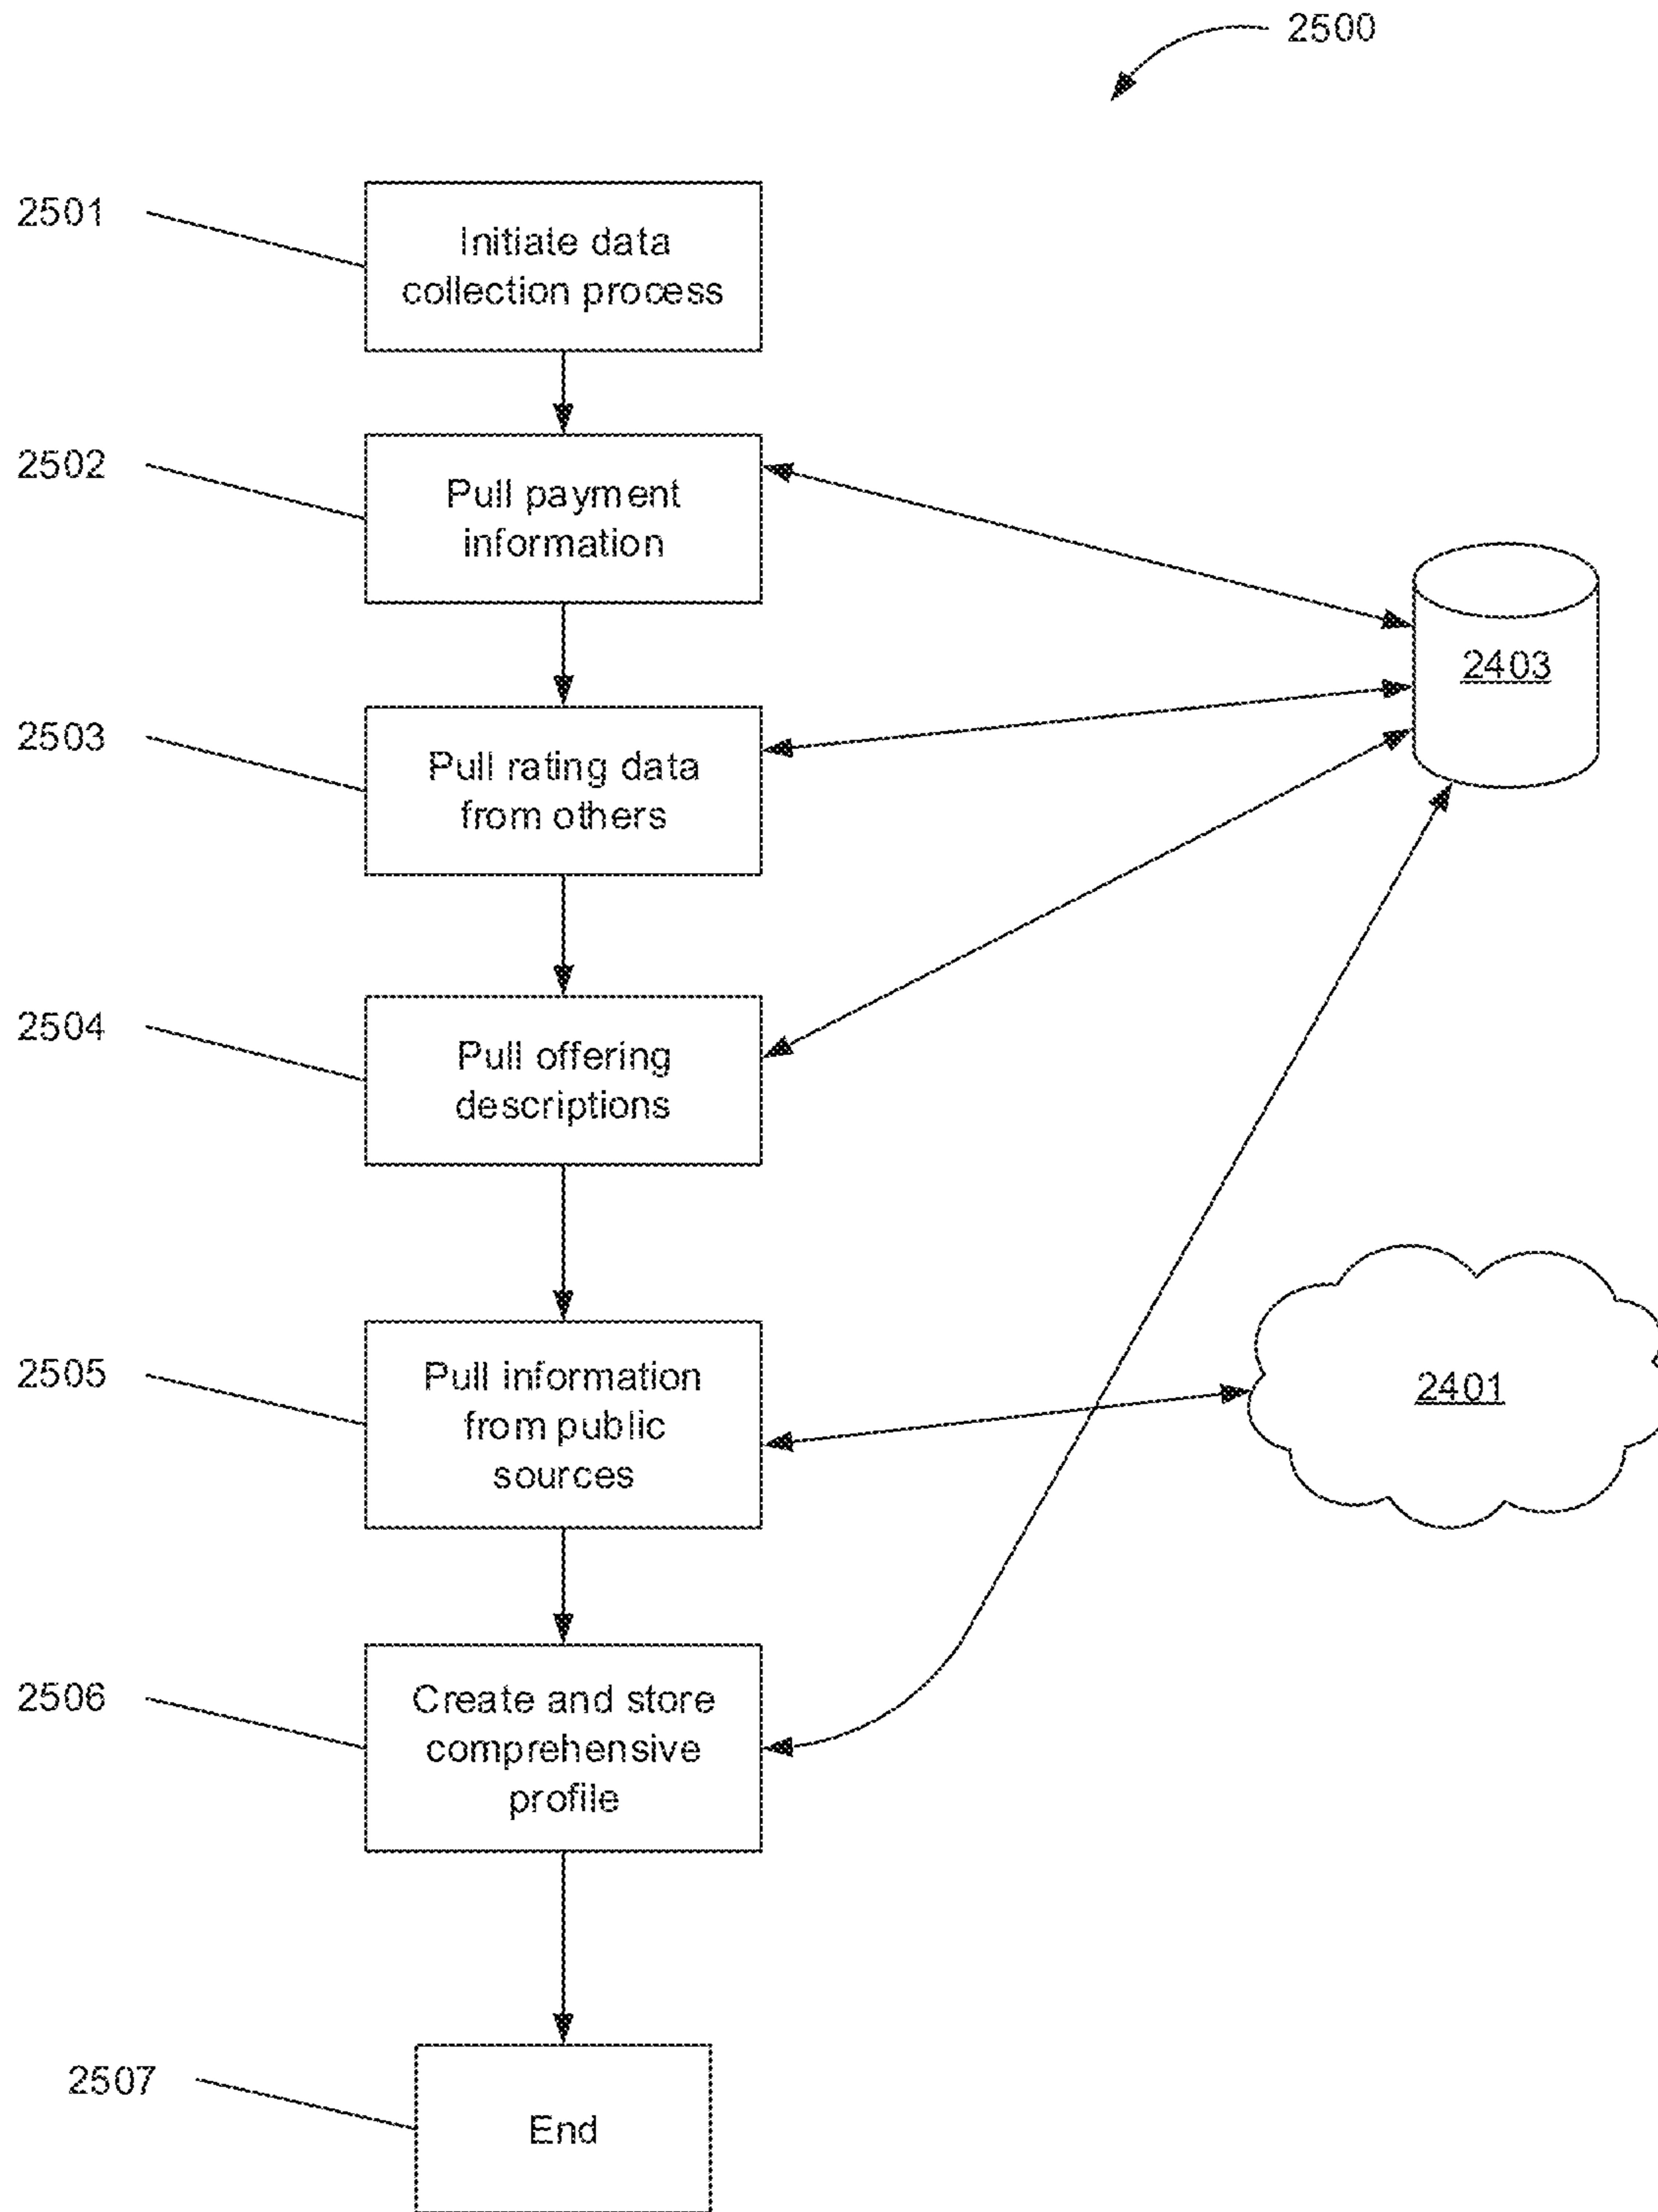 2500
2501
Initiate data
collection process
2502
Pull payment
information
2403
2503
Pull rating data
from others
2504
Pull offering
descriptions
2505
Pull information
from public
sources
2401
2506
Create and store
comprehensive
profile
2507
End